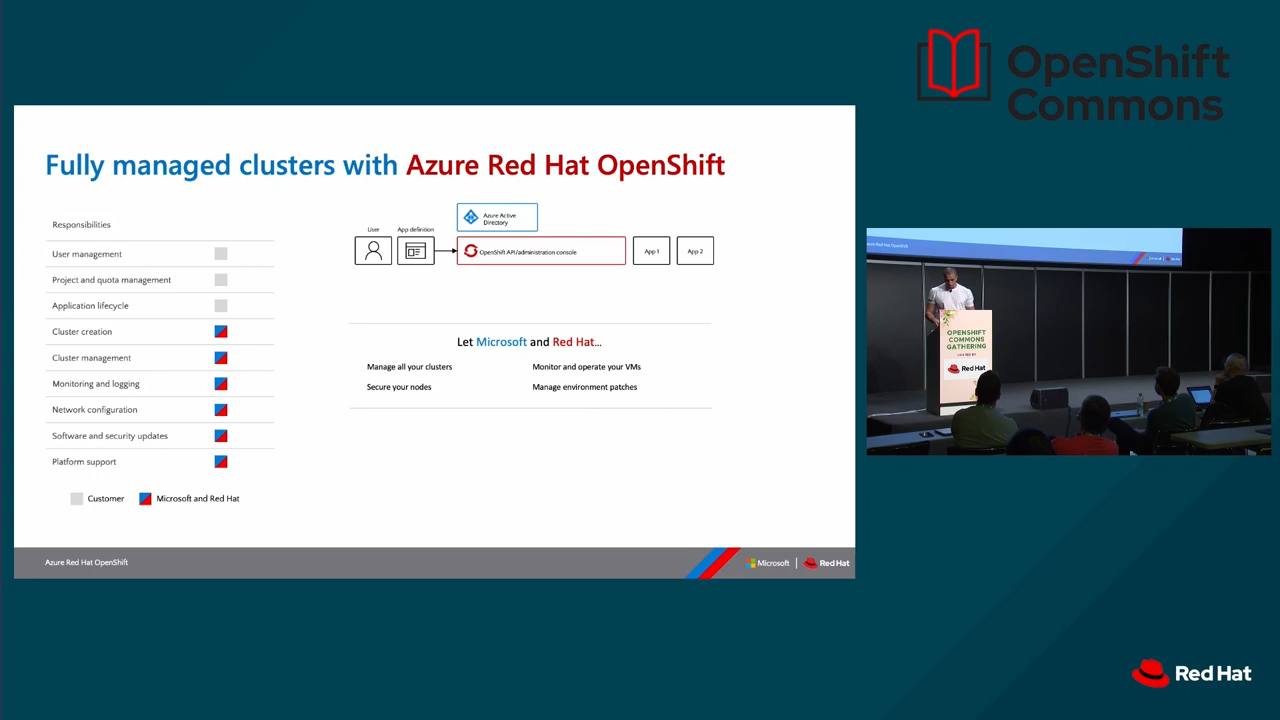 OpenShift
Commons
Fully managed clusters with Azure Red Hat OpenShift
Responsibilities
User management
Project and quota management
Application lifecycle
Cluster creation
Cluster management
Monitoring and logging
Network configuration
Software and security updates
Platform support
Customer
Microsoft and Red Hat
User
App definition
Azure Active
Directory
OpenShift API/administration console
App 1
App 2
Let Microsoft and Red Hat...
Manage all your clusters
Monitor and operate your VMs
Secure your nodes
Manage environment patches
Azure Red Hat OpenShift
Microsoft
Red Hat
OPENSHIFT
COMMONS
GATHERING
Red Hat
Red Hat